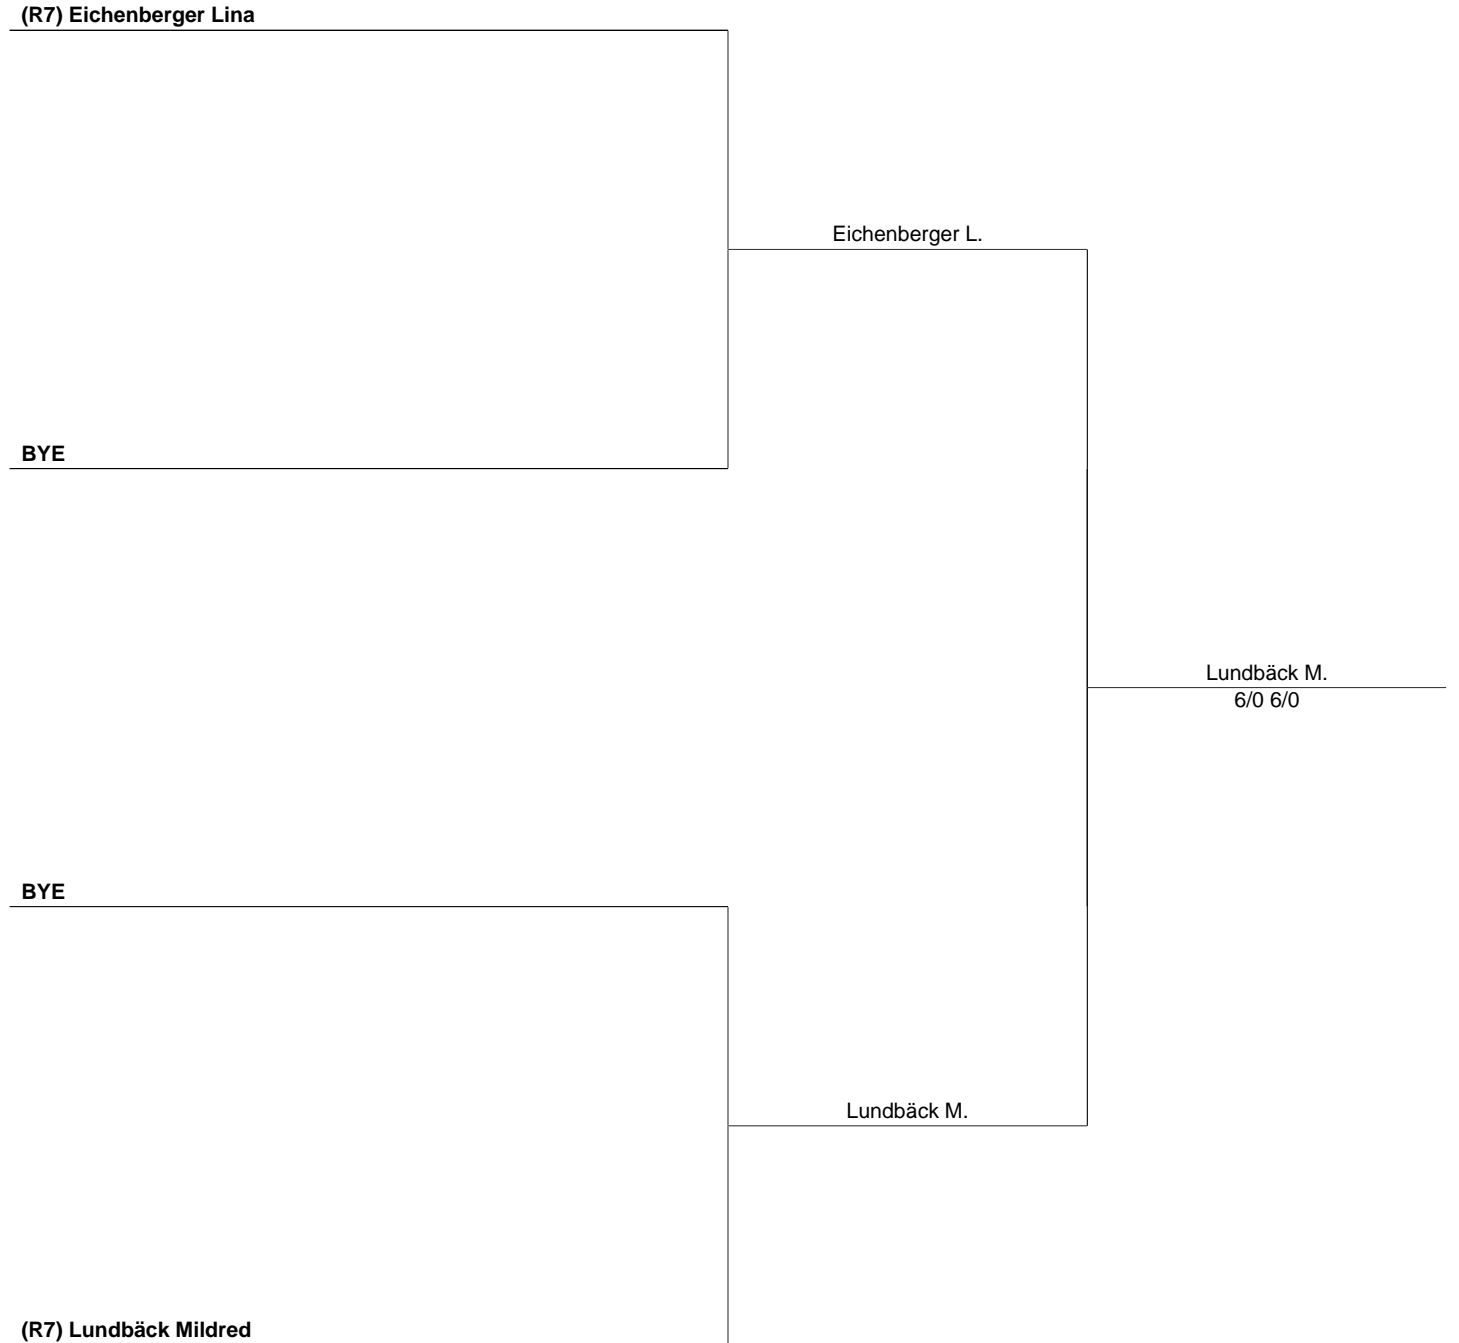 (R7) Eichenberger Lina
Eichenberger L.
BYE
Lundbäck M.
6/0 6/0
BYE
Lundbäck M.
(R7) Lundbäck Mildred